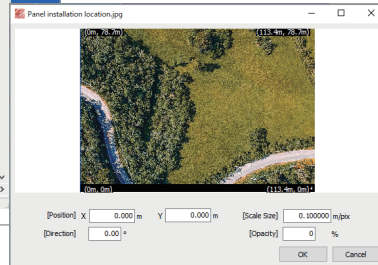 Panel installation location.jpg
(0m, 78.7m) (113.4m, 78.7m)
(0m, 0m) (113.4m, 0m)
[Position] X 0.000 m Y 0.000 m [Scale Size] 0.100000 m/pix
[Direction] 0.00 ° [Opacity] 0 %
OK Cancel